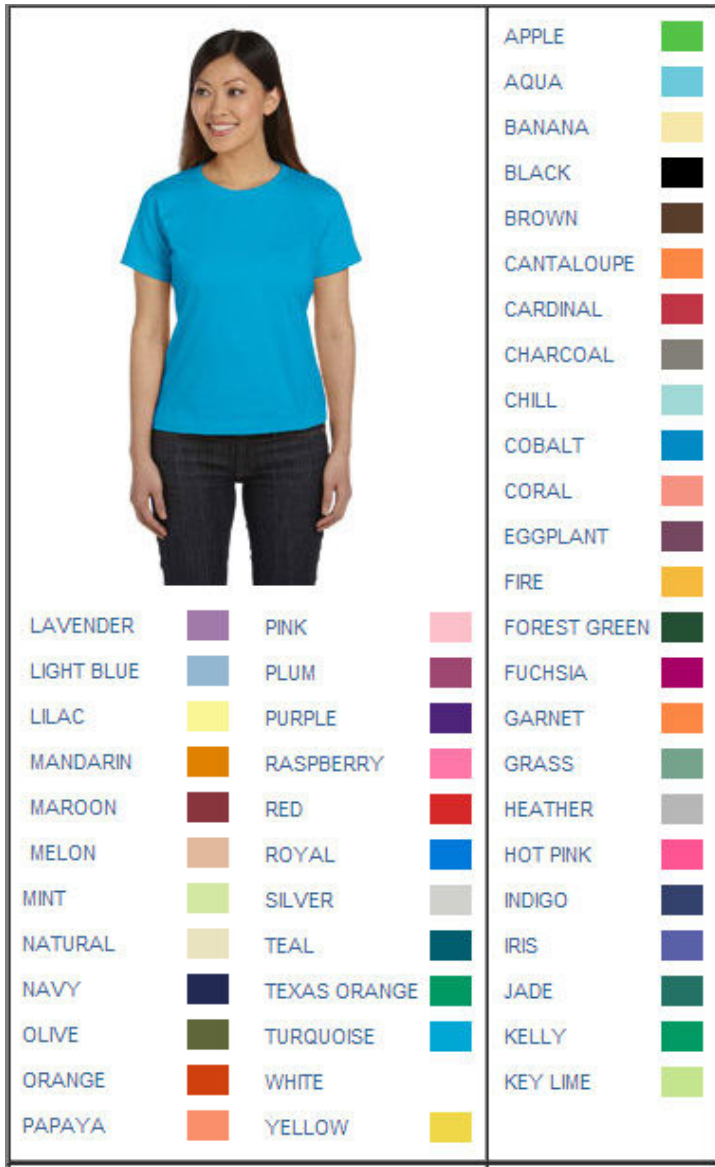 APPLE
AQUA
BANANA
BLACK
BROWN
CANTALOUPE
CARDINAL
CHARCOAL
CHILL
COBALT
CORAL
EGGPLANT
FIRE
FOREST GREEN
FUCHSIA
GARNET
GRASS
HEATHER
HOT PINK
INDIGO
IRIS
JADE
KELLY
KEY LIME
LAVENDER
LIGHT BLUE
LILAC
MANDARIN
MAROON
MELON
MINT
NATURAL
NAVY
OLIVE
ORANGE
PAPAYA
PINK
PLUM
PURPLE
RASPBERRY
RED
ROYAL
SILVER
TEAL
TEXAS ORANGE
TURQUOISE
WHITE
YELLOW